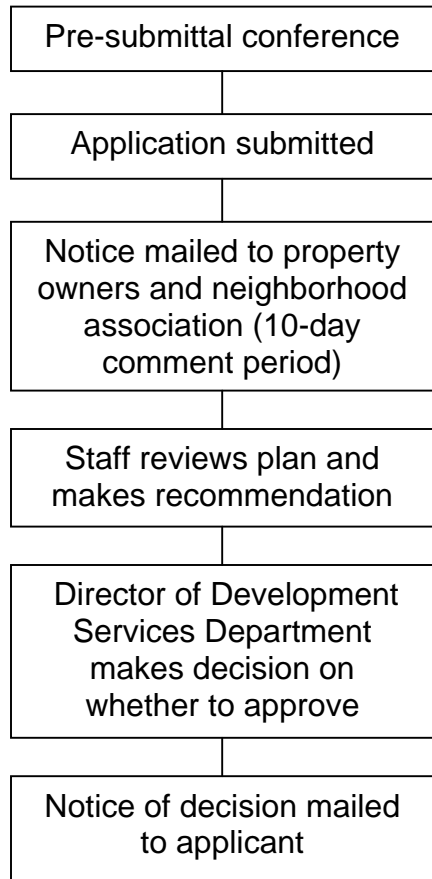 Pre-submittal conference
Application submitted
Notice mailed to property
owners and neighborhood
association (10-day
comment period)
Staff reviews plan and
makes recommendation
Director of Development
Services Department
makes decision on
whether to approve
Notice of decision mailed
to applicant